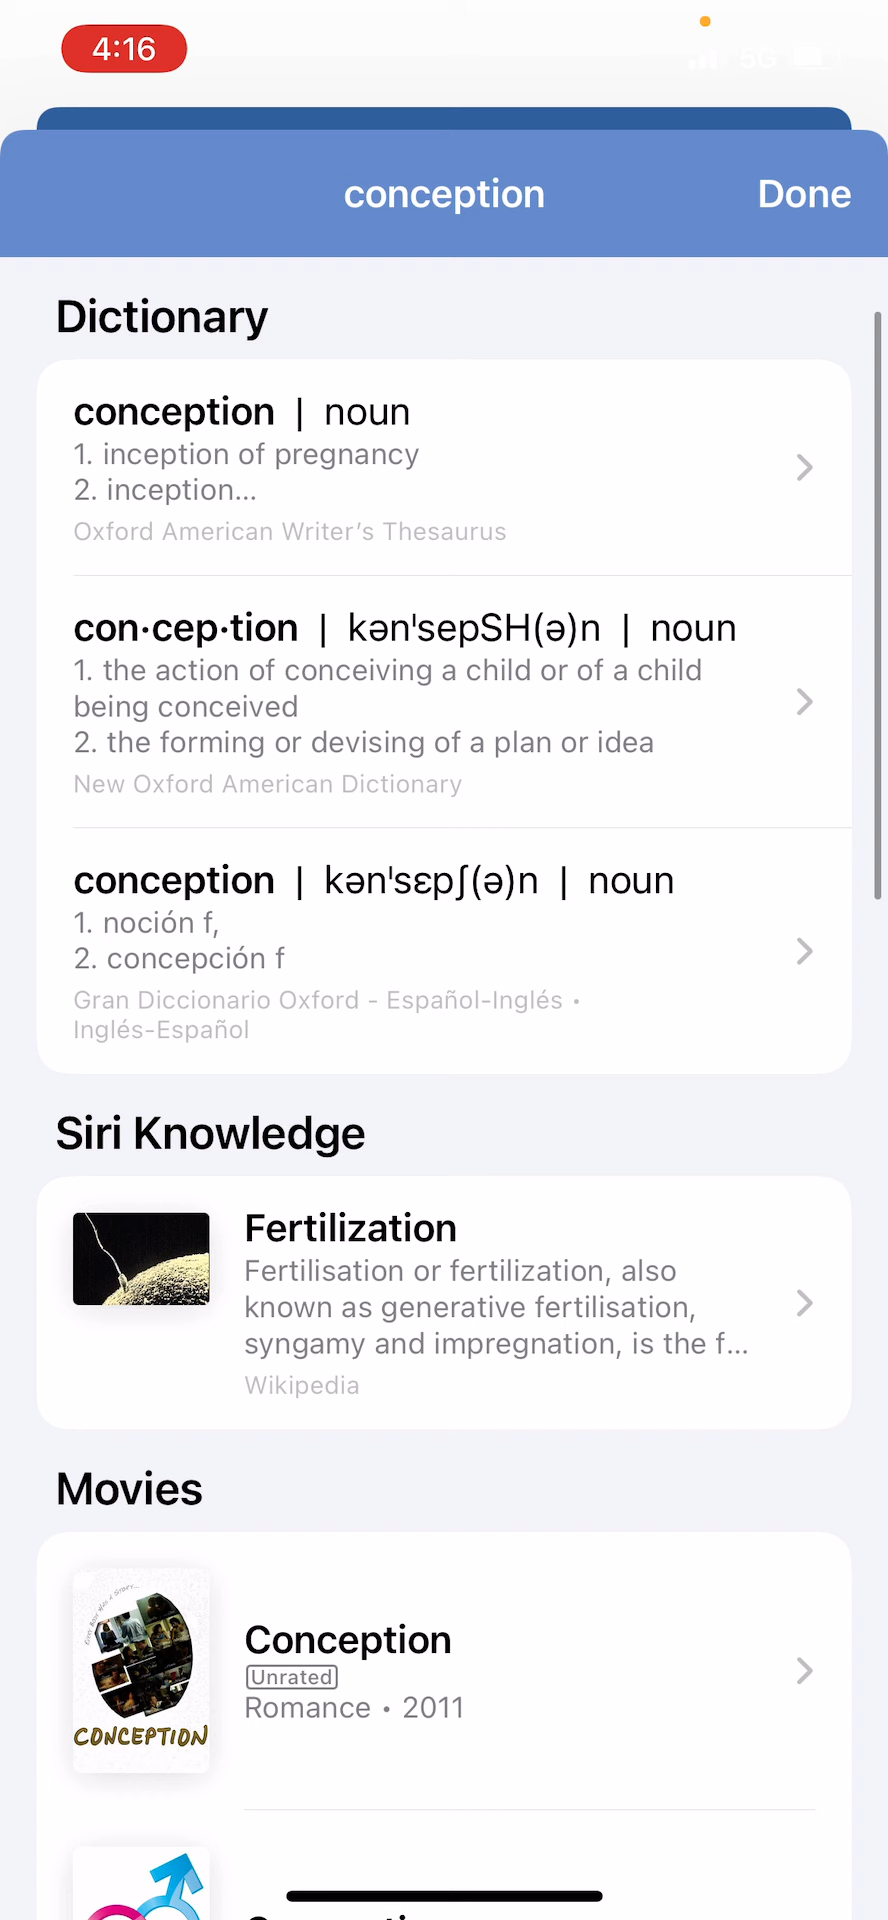 4:16
5G
conception
Done
Dictionary
conception | noun
1. inception of pregnancy
2. inception...
Oxford American Writer's Thesaurus
con·cep·tion | kən'sepSH(ə)n | noun
1. the action of conceiving a child or of a child
being conceived
2. the forming or devising of a plan or idea
New Oxford American Dictionary
conception | kən'sɛpʃ(ə)n | noun
1. noción f,
2. concepción f
Gran Diccionario Oxford - Español-Inglés •
Inglés-Español
Siri Knowledge
Fertilization
Fertilisation or fertilization, also
known as generative fertilisation,
syngamy and impregnation, is the f...
Wikipedia
Movies
Conception
Unrated
Romance • 2011
CONCEPTION